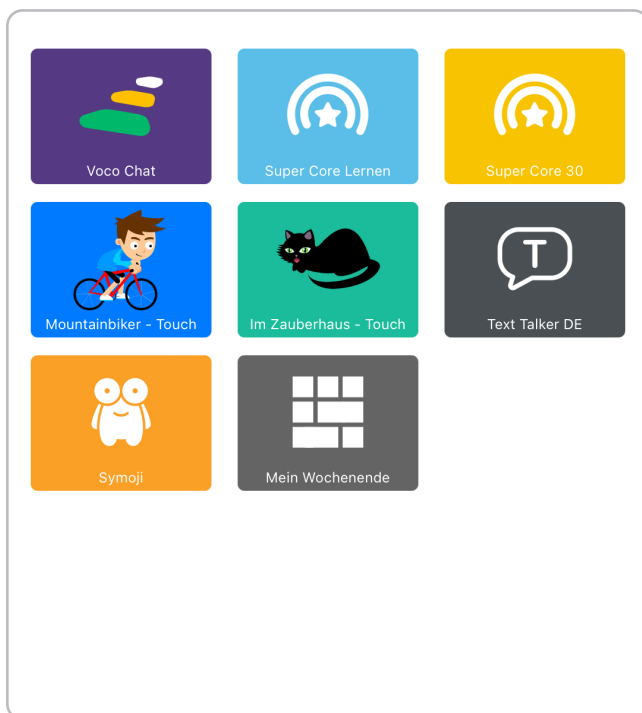 Voco Chat
Super Core Lernen
Super Core 30
Mountainbiker - Touch
Im Zauberhaus - Touch
T
Text Talker DE
Symoji
Mein Wochenende